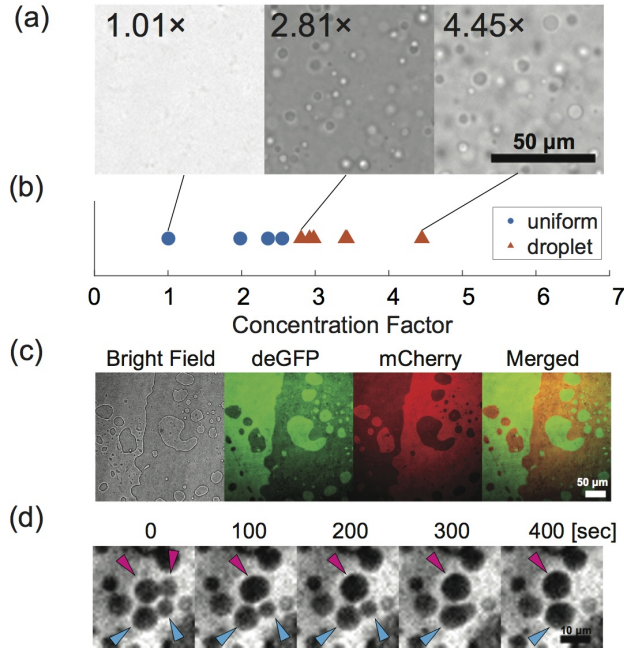 (a)
1.01× 2.81× 4.45×
50 µm
(b)
uniform
droplet
0 1 2 3 4 5 6 7
Concentration Factor
(c)
Bright Field deGFP mCherry Merged
50 µm
(d)
0 100 200 300 400 [sec]
10 µm